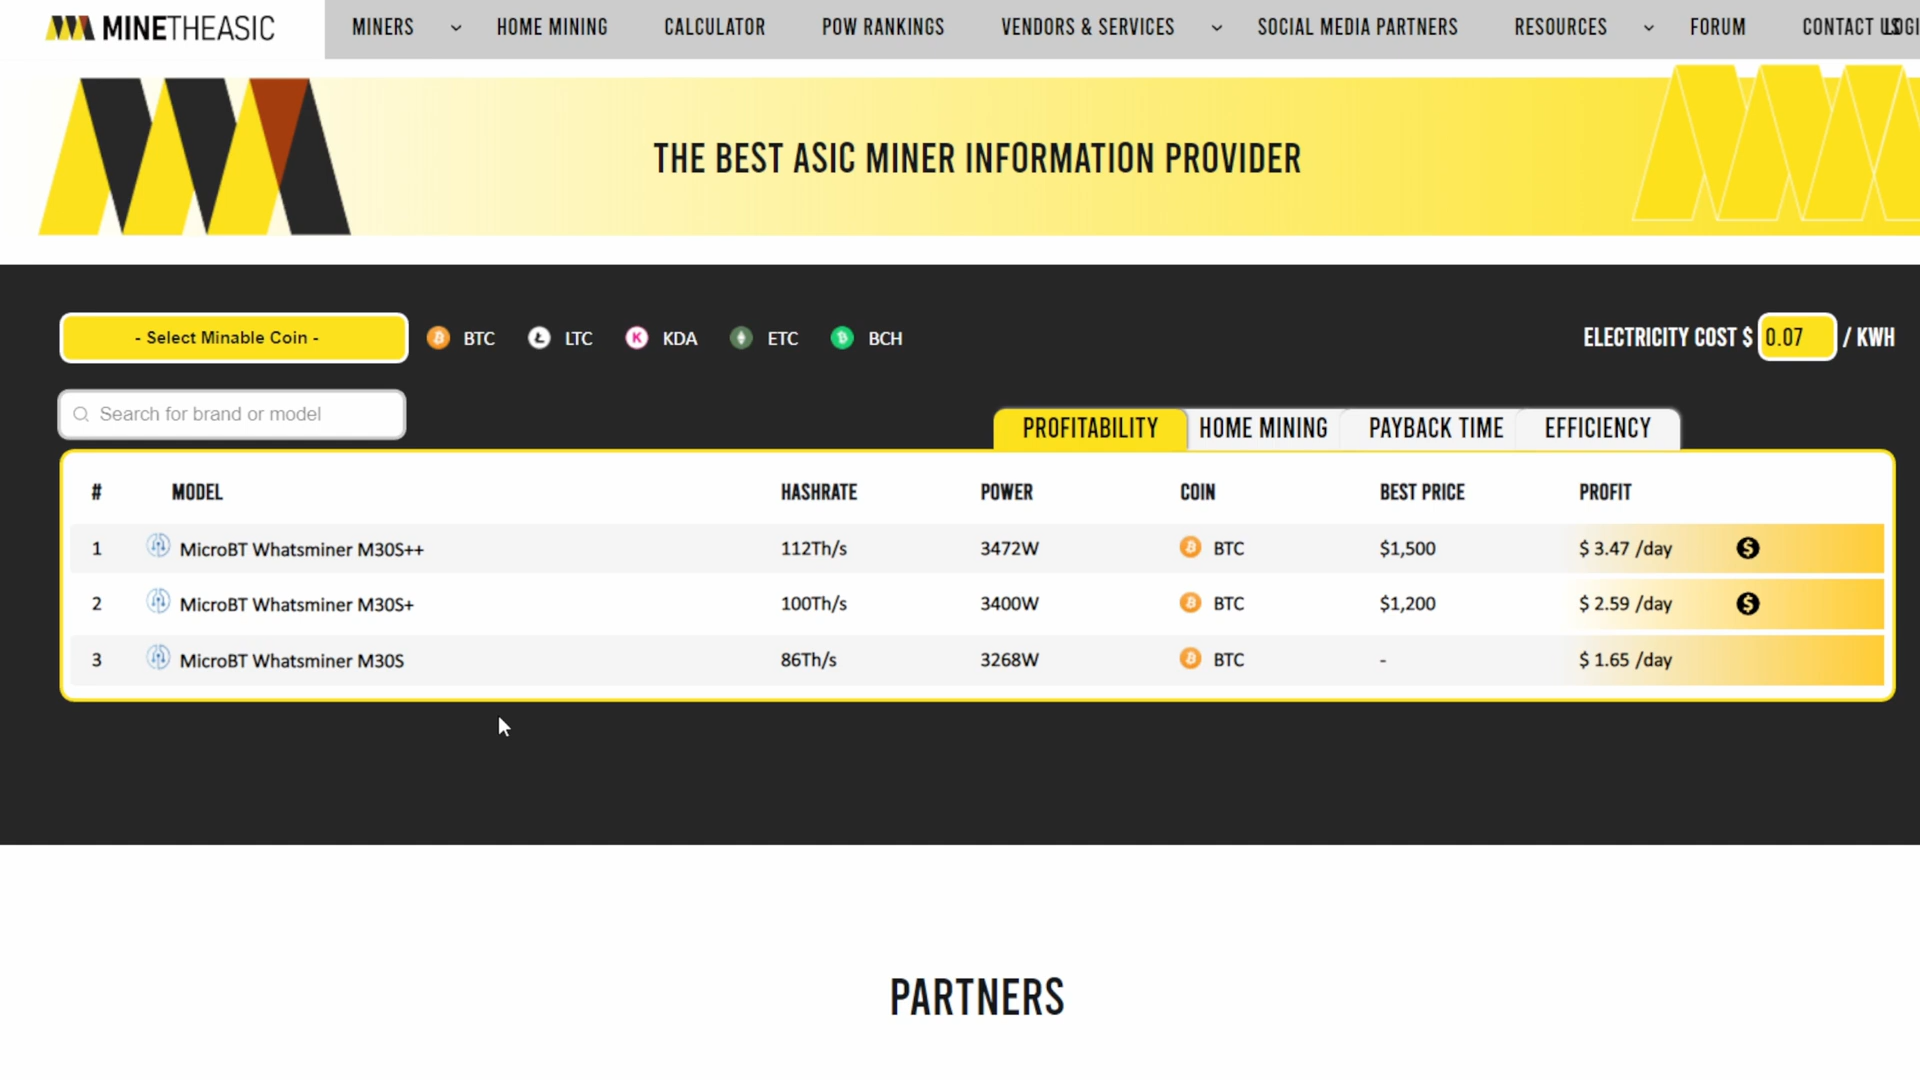 MINETHEASIC
MINERS HOME MINING CALCULATOR POW RANKINGS VENDORS & SERVICES SOCIAL MEDIA PARTNERS RESOURCES FORUM CONTACT US
THE BEST ASIC MINER INFORMATION PROVIDER
- Select Minable Coin - BTC LTC KDA ETC BCH ELECTRICITY COST $ 0.07 / KWH
Search for brand or model
PROFITABILITY HOME MINING PAYBACK TIME EFFICIENCY
# MODEL HASHRATE POWER COIN BEST PRICE PROFIT
1 MicroBT Whatsminer M30S++ 112Th/s 3472W BTC $1,500 $ 3.47 /day
2 MicroBT Whatsminer M30S+ 100Th/s 3400W BTC $1,200 $ 2.59 /day
3 MicroBT Whatsminer M30S 86Th/s 3268W BTC - $ 1.65 /day
PARTNERS